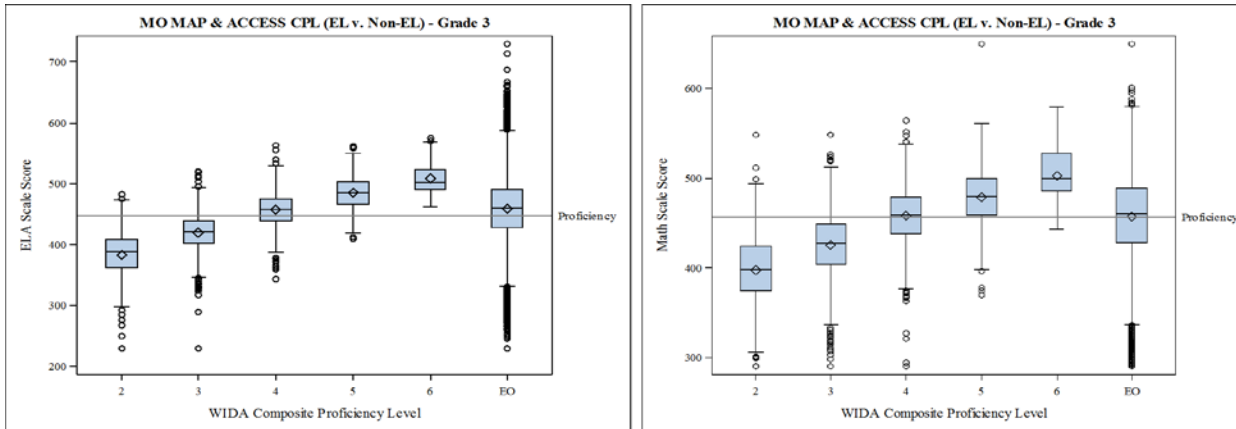 MO MAP & ACCESS CPL (EL v. Non-EL) - Grade 3
700
600
500
400
300
200
ELA Scale Score
Proficiency
2 3 4 5 6 EO
WIDA Composite Proficiency Level
MO MAP & ACCESS CPL (EL v. Non-EL) - Grade 3
600
500
400
300
Math Scale Score
Proficiency
2 3 4 5 6 EO
WIDA Composite Proficiency Level